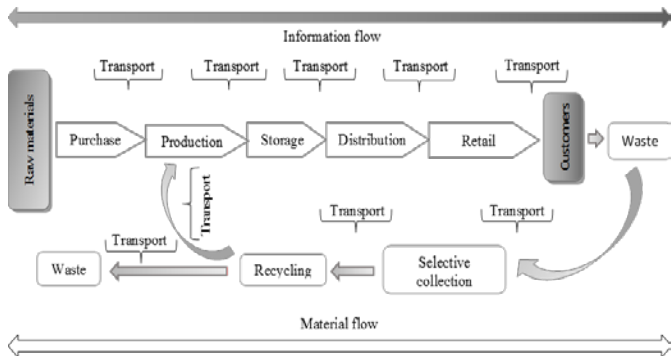 Information flow
Transport Transport Transport Transport Transport
Raw materials
Purchase Production Storage Distribution Retail
Customers
Waste
Transport
Transport Transport
Transport
Waste
Recycling
Selective
collection
Material flow